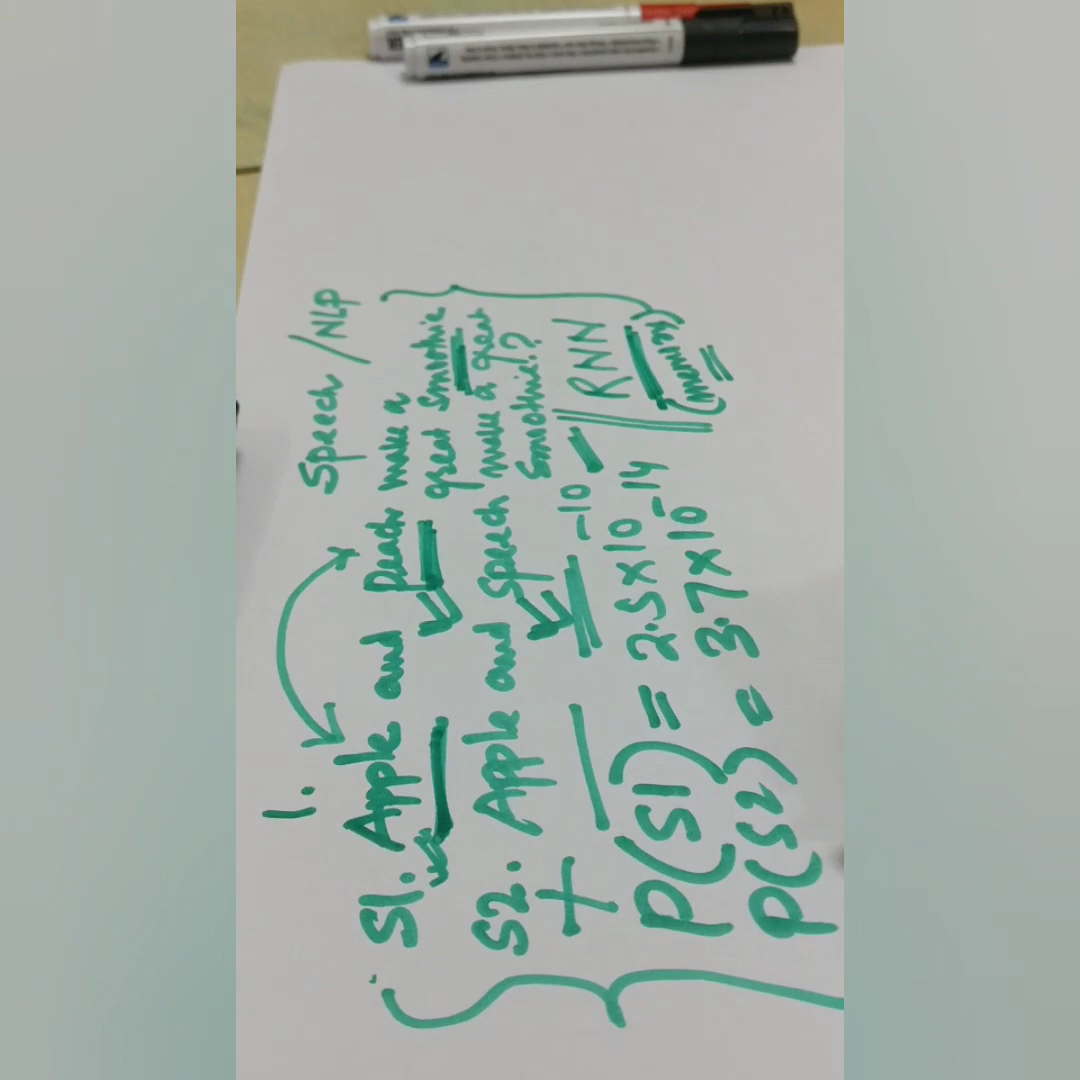 1.
Speech / NLP
S1. Apple and peach make a
great smoothie
S2. Apple and speech make a great
smoothie!?
RNN
(memory)
P(S1) = 2.5 x 10 -10
P(S2) = 3.7 x 10 -14